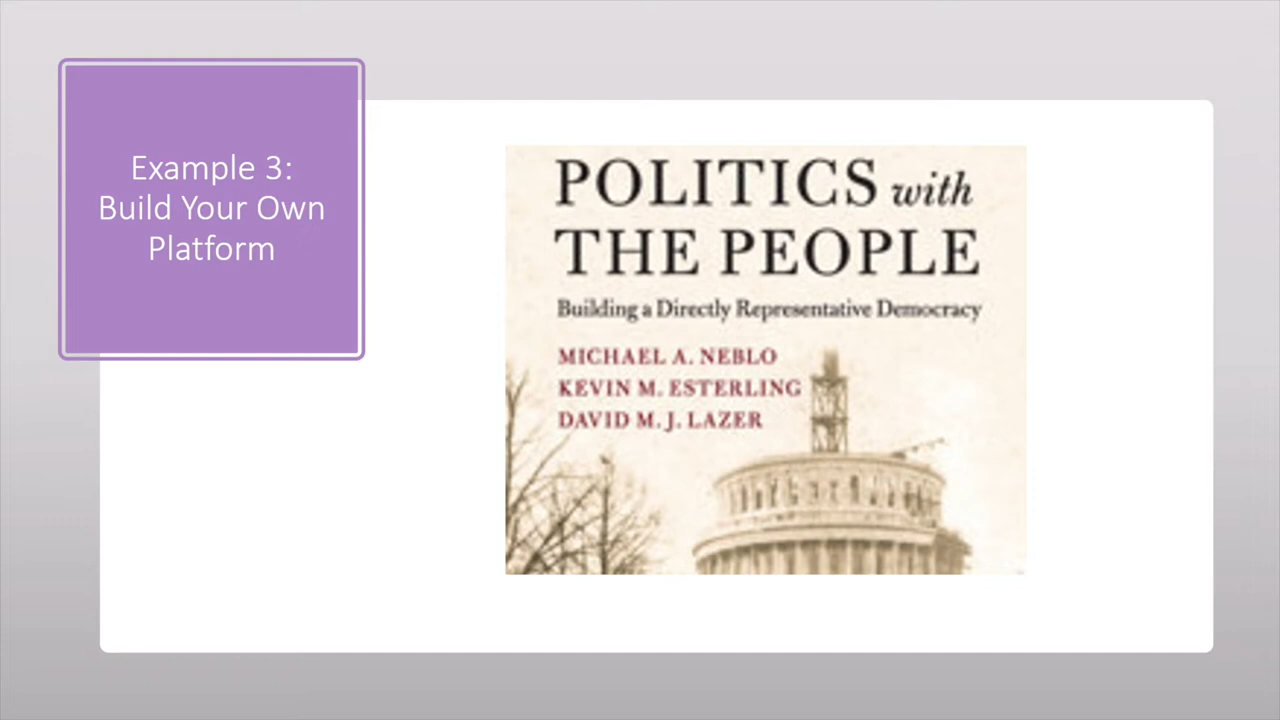 Example 3:
Build Your Own
Platform
POLITICS with
THE PEOPLE
Building a Directly Representative Democracy
MICHAEL A. NEBLO
KEVIN M. ESTERLING
DAVID M. J. LAZER